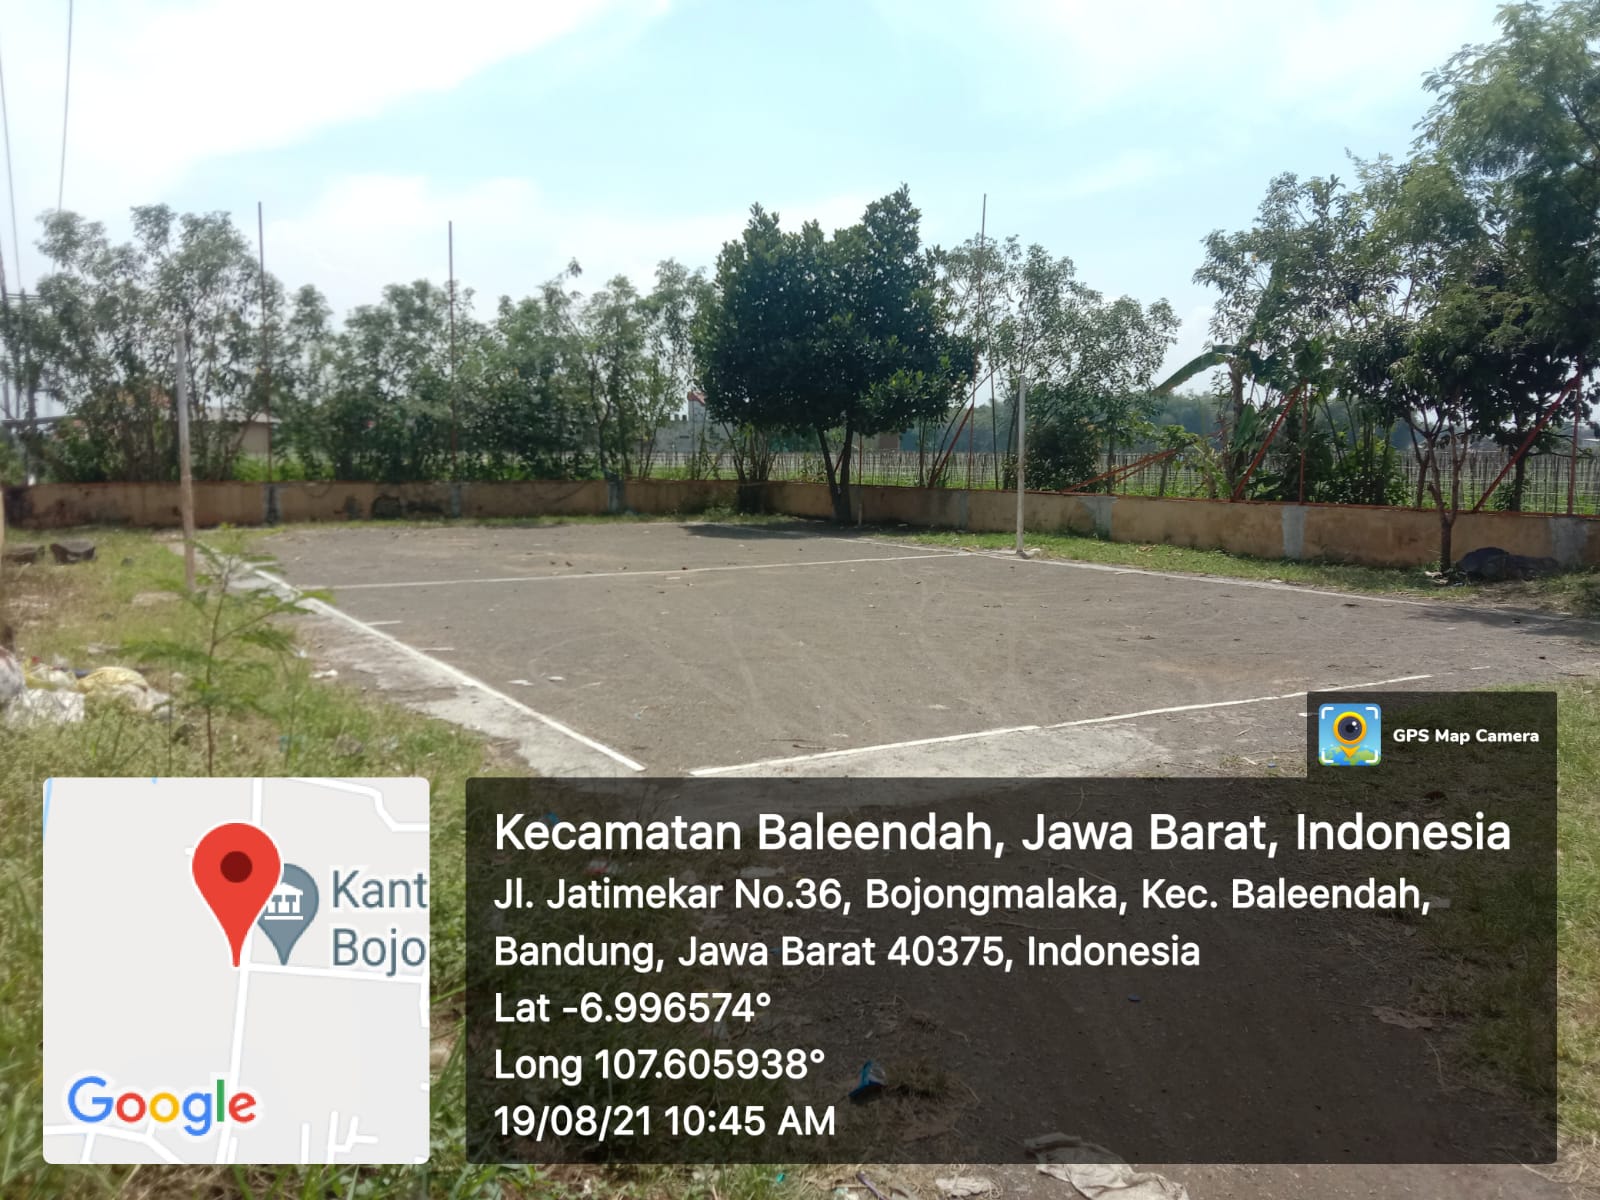 GPS Map Camera
Kecamatan Baleendah, Jawa Barat, Indonesia
Jl. Jatimekar No.36, Bojongmalaka, Kec. Baleendah,
Bandung, Jawa Barat 40375, Indonesia
Lat -6.996574°
Long 107.605938°
19/08/21 10:45 AM
Kant
Bojo
Google